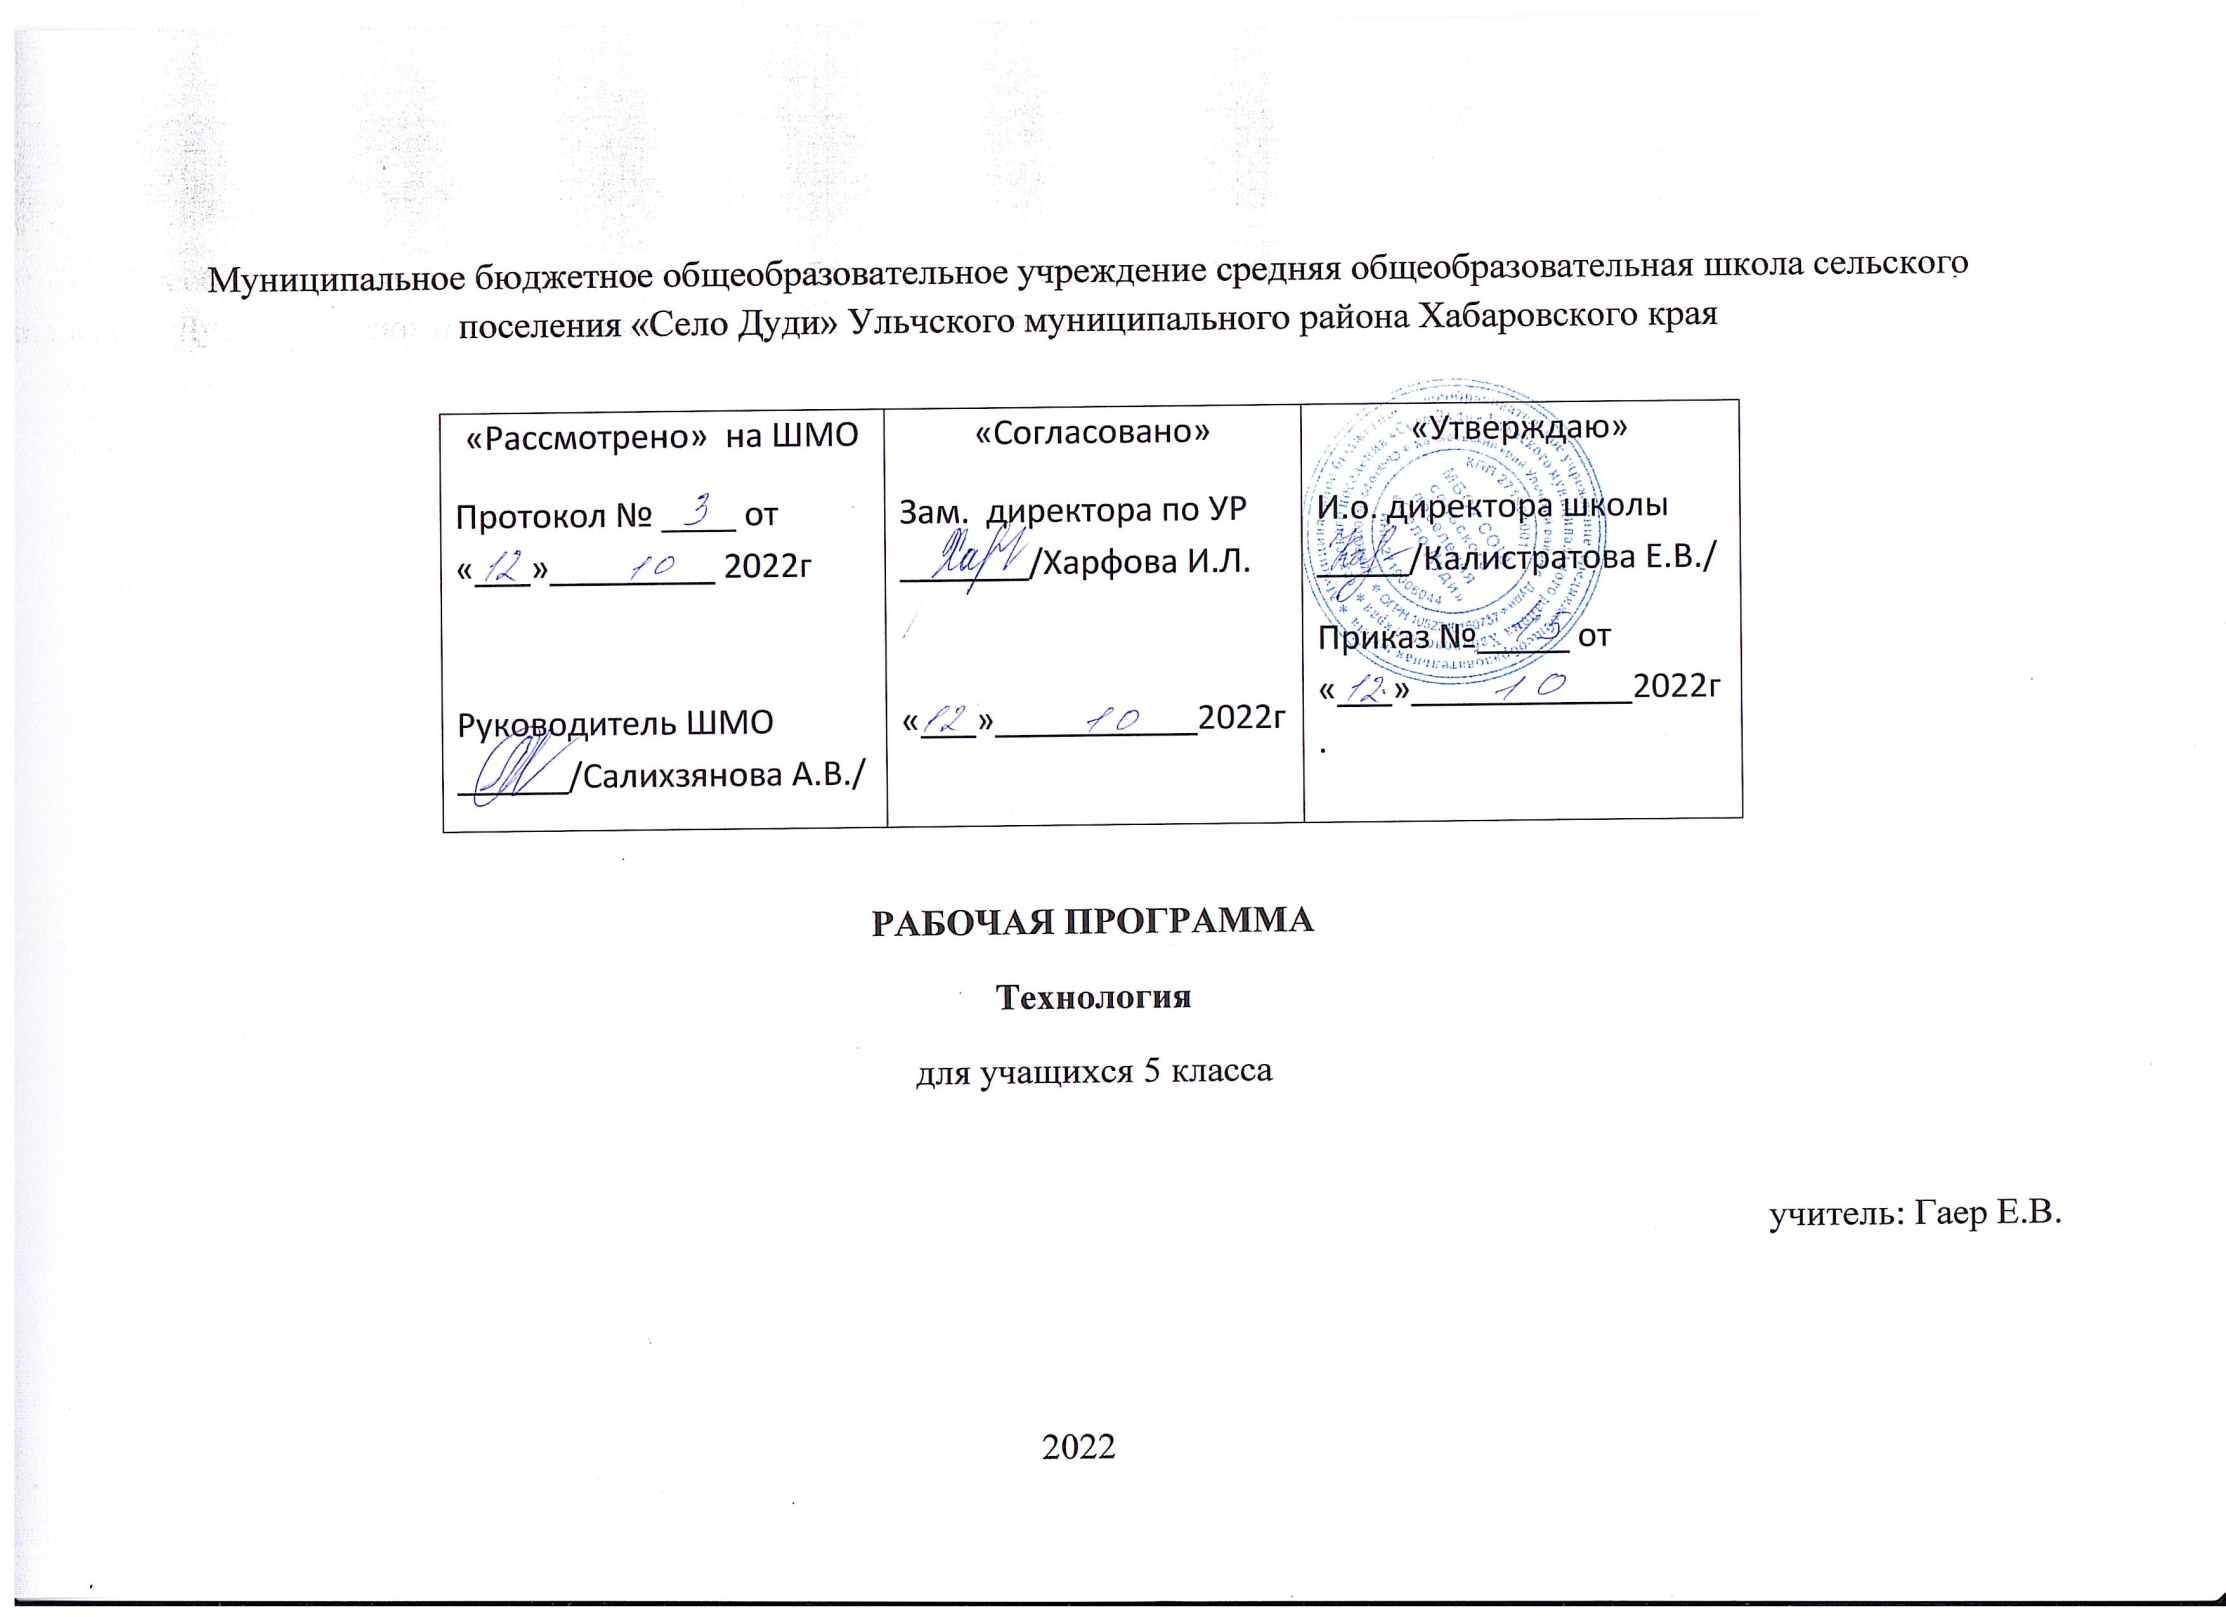 Муниципальное бюджетное общеобразовательное учреждение средняя общеобразовательная школа сельского
поселения «Село Дуди» Ульчского муниципального района Хабаровского края
«Рассмотрено» на ШМО
Протокол № 3 от
«12» 10 2022г
Руководитель ШМО
/Салихзянова А.В./
«Согласовано»
Зам. директора по УР
/Харфова И.Л.
«12» 10 2022г
«Утверждаю»
И.о. директора школы
/Калистратова Е.В./
Приказ № от
«12» 10 2022г
.
РАБОЧАЯ ПРОГРАММА
Технология
для учащихся 5 класса
учитель: Гаер Е.В.
2022